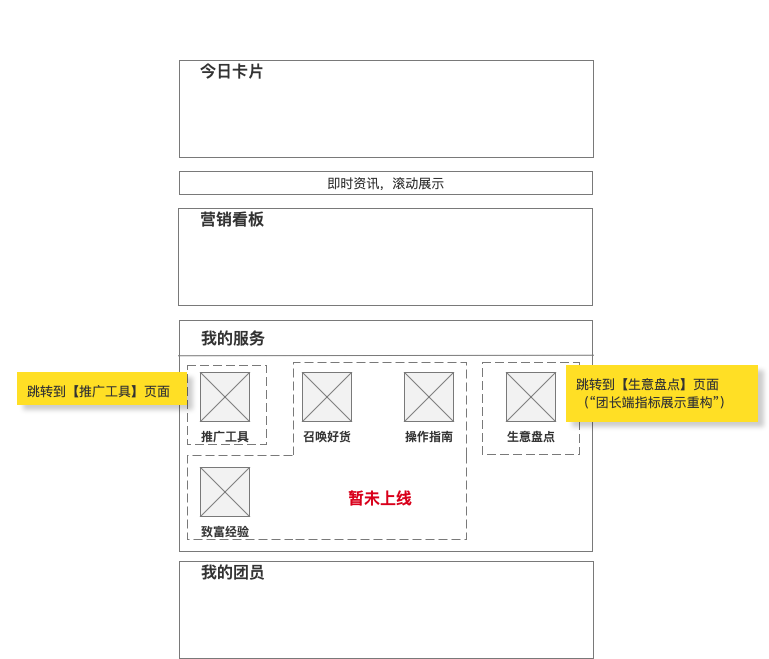 今日卡片
即时资讯，滚动展示
营销看板
我的服务
跳转到【推广工具】页面
跳转到【生意盘点】页面
（“团长端指标展示重构”）
推广工具
召唤好货
操作指南
生意盘点
暂未上线
致富经验
我的团员